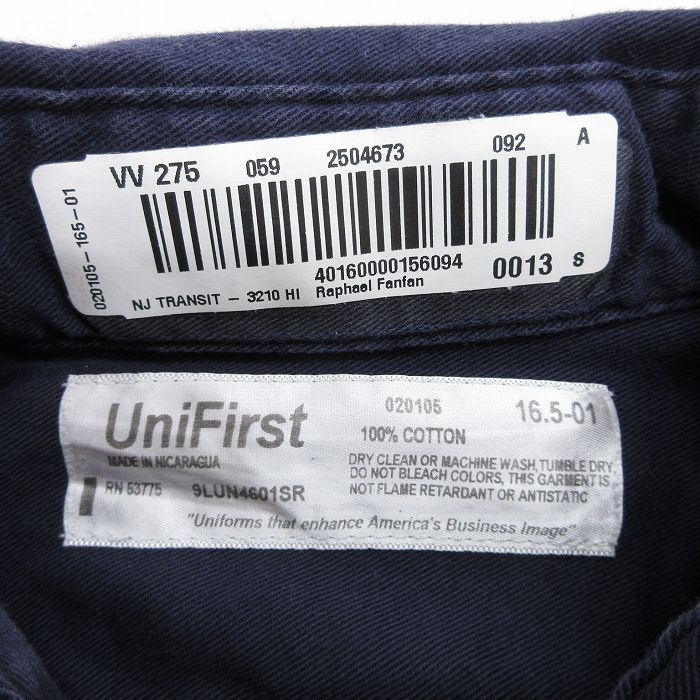 VV 275 059 2504673 092 A
020105-165-01
40160000156094 0013 S
NJ TRANSIT - 3210 HI Raphael Fanfan
UniFirst 020105 16.5-01
100% COTTON
MADE IN NICARAGUA
DRY CLEAN OR MACHINE WASH, TUMBLE DRY,
DO NOT BLEACH COLORS, THIS GARMENT IS
NOT FLAME RETARDANT OR ANTISTATIC
RN 53775 9LUN4601SR
"Uniforms that enhance America's Business Image"